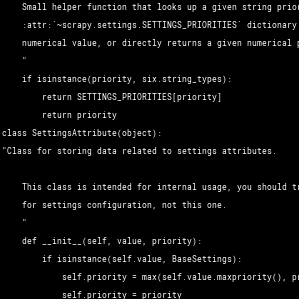 Small helper function that looks up a given string
:attr:`~scrapy.settings.SETTINGS_PRIORITIES` dictionary
numerical value, or directly returns a given numerical
"
if isinstance(priority, six.string_types):
return SETTINGS_PRIORITIES[priority]
return priority
class SettingsAttribute(object):
"Class for storing data related to settings attributes.
This class is intended for internal usage, you should
for settings configuration, not this one.
"
def __init__(self, value, priority):
if isinstance(self.value, BaseSettings):
self.priority = max(self.value.maxpriority(),
self.priority = priority